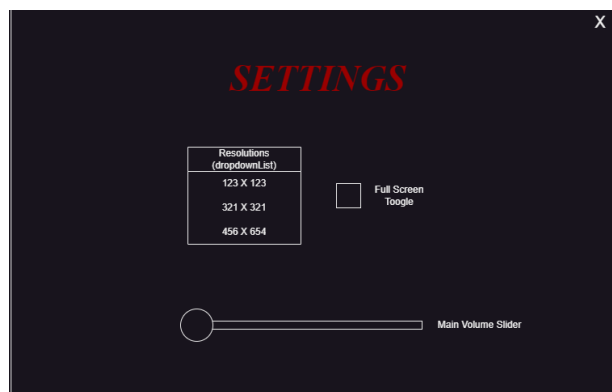 X
SETTINGS
Resolutions
(dropdownList)
123 X 123
321 X 321
456 X 654
Full Screen
Toogle
Main Volume Slider